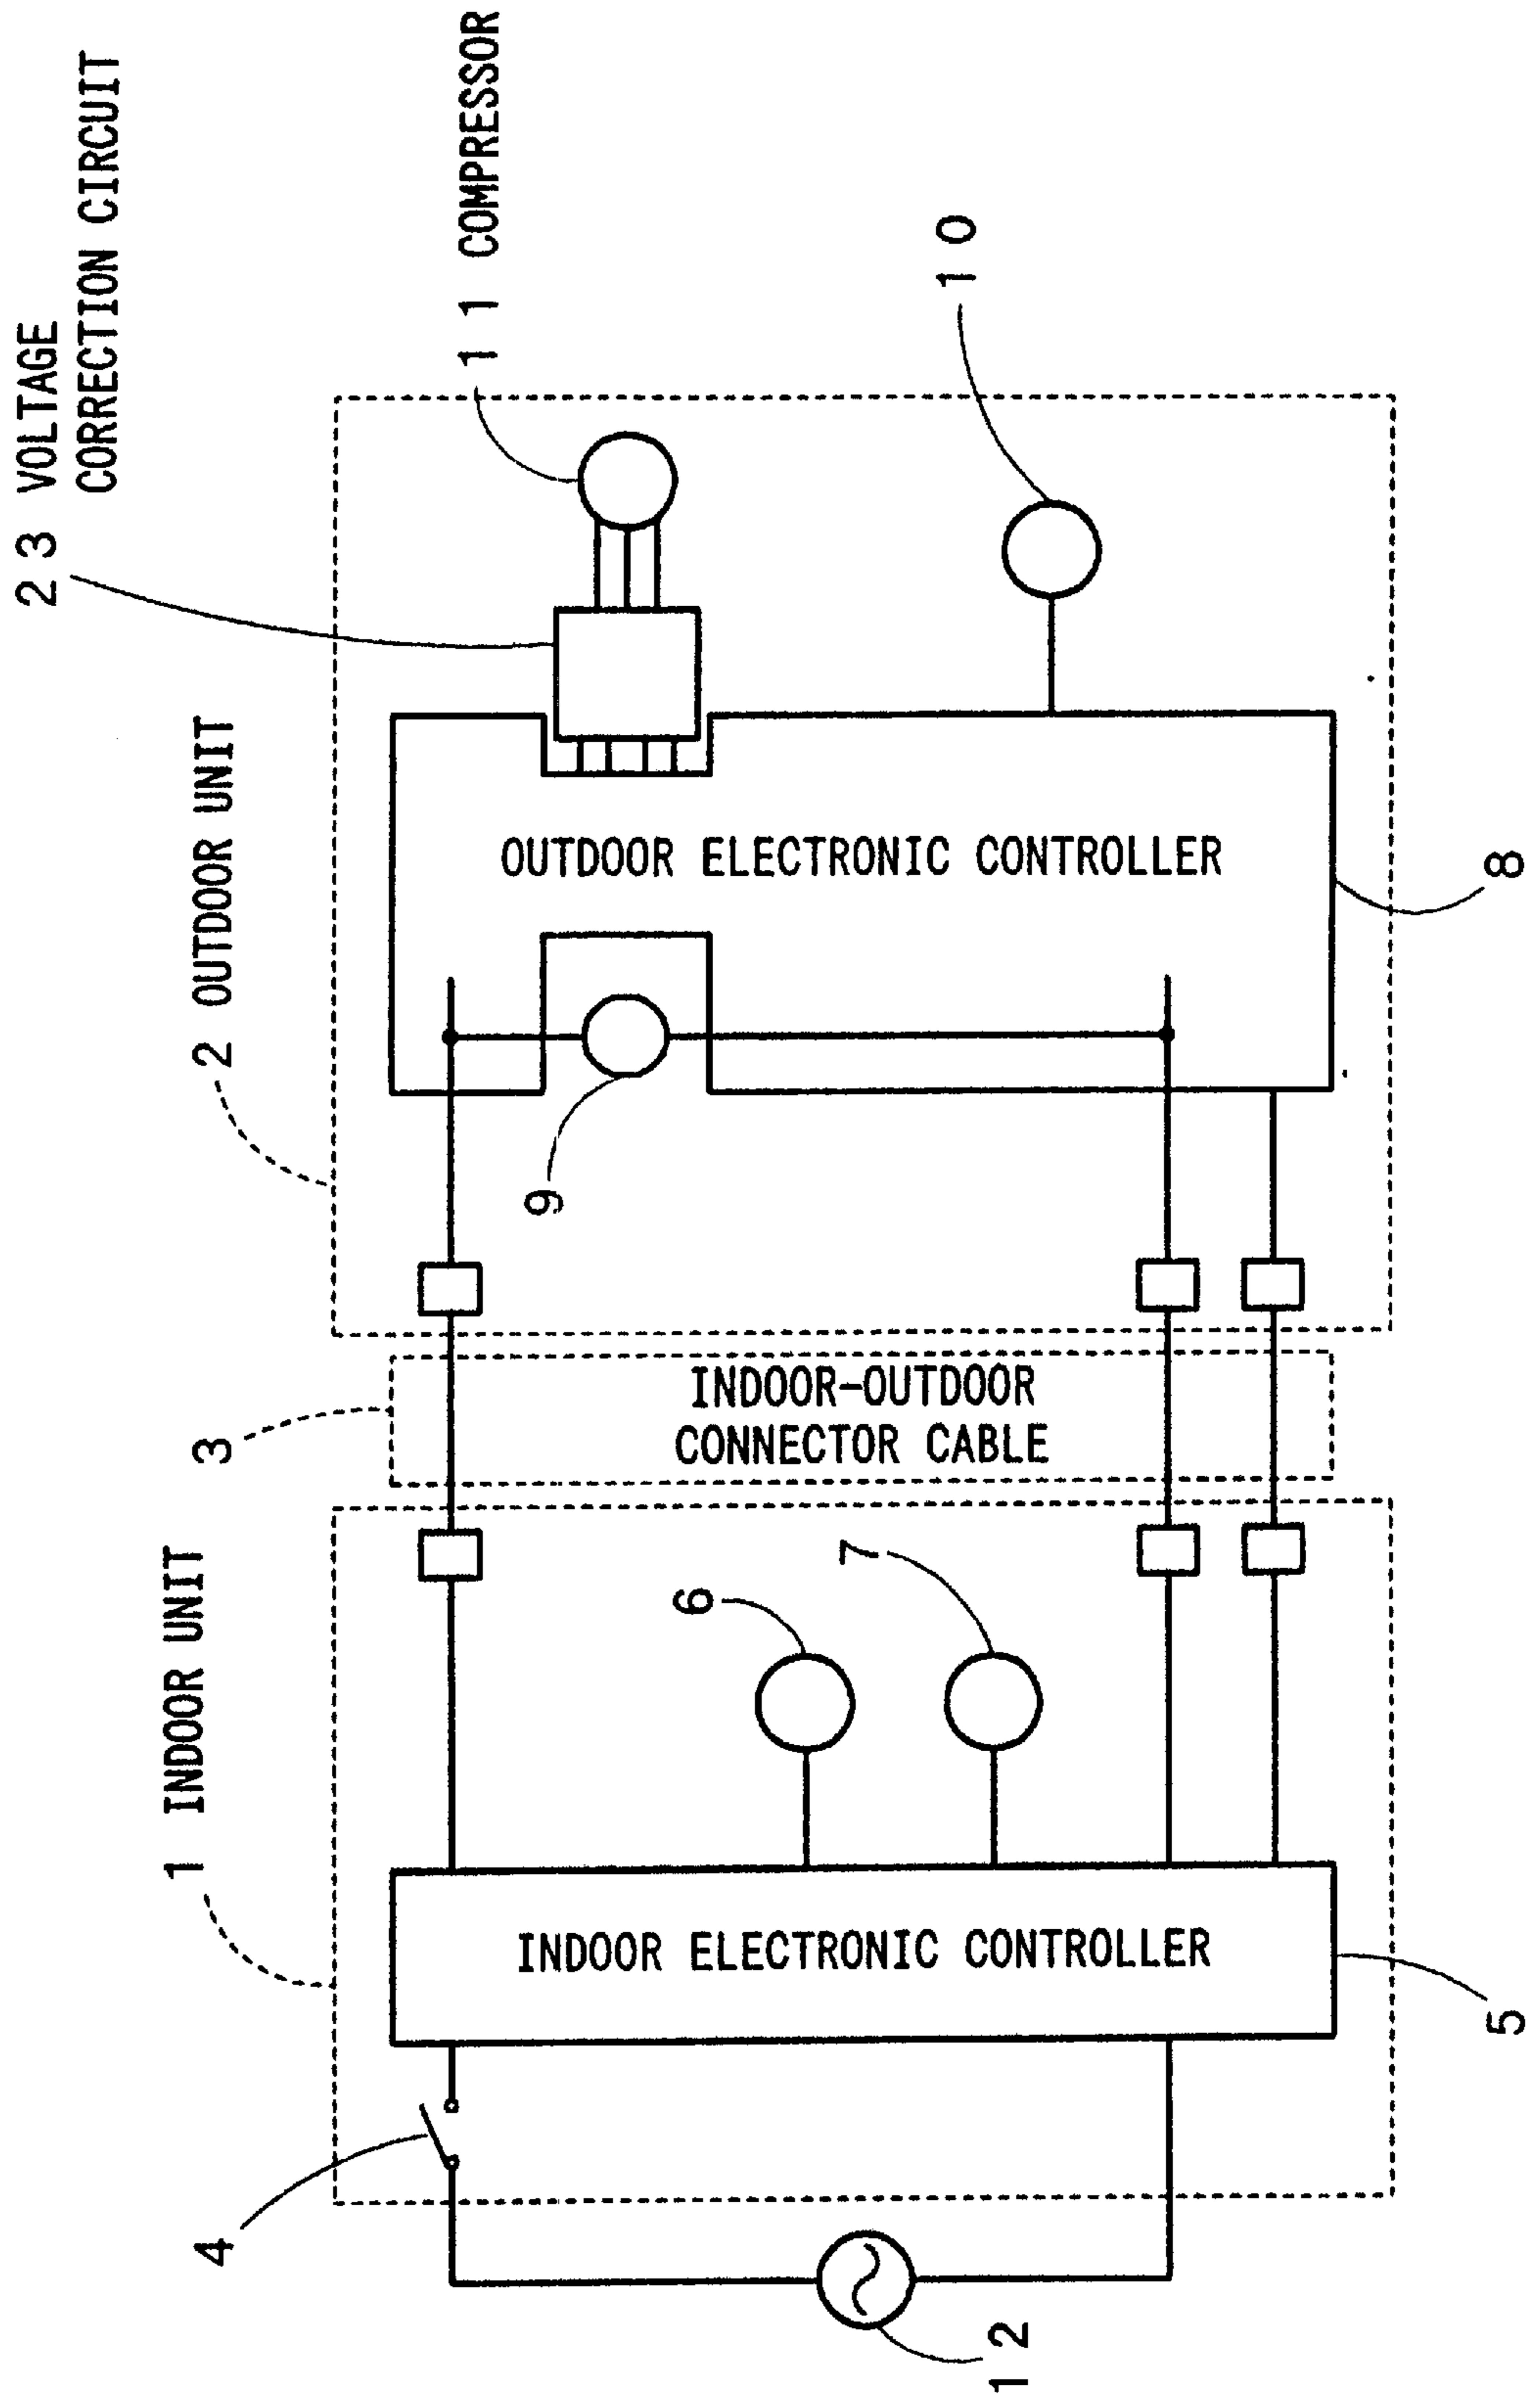 23 VOLTAGE
CORRECTION CIRCUIT
11 COMPRESSOR
10
2 OUTDOOR UNIT
OUTDOOR ELECTRONIC CONTROLLER
8
9
3
INDOOR-OUTDOOR
CONNECTOR CABLE
1 INDOOR UNIT
6
7
INDOOR ELECTRONIC CONTROLLER
5
4
12